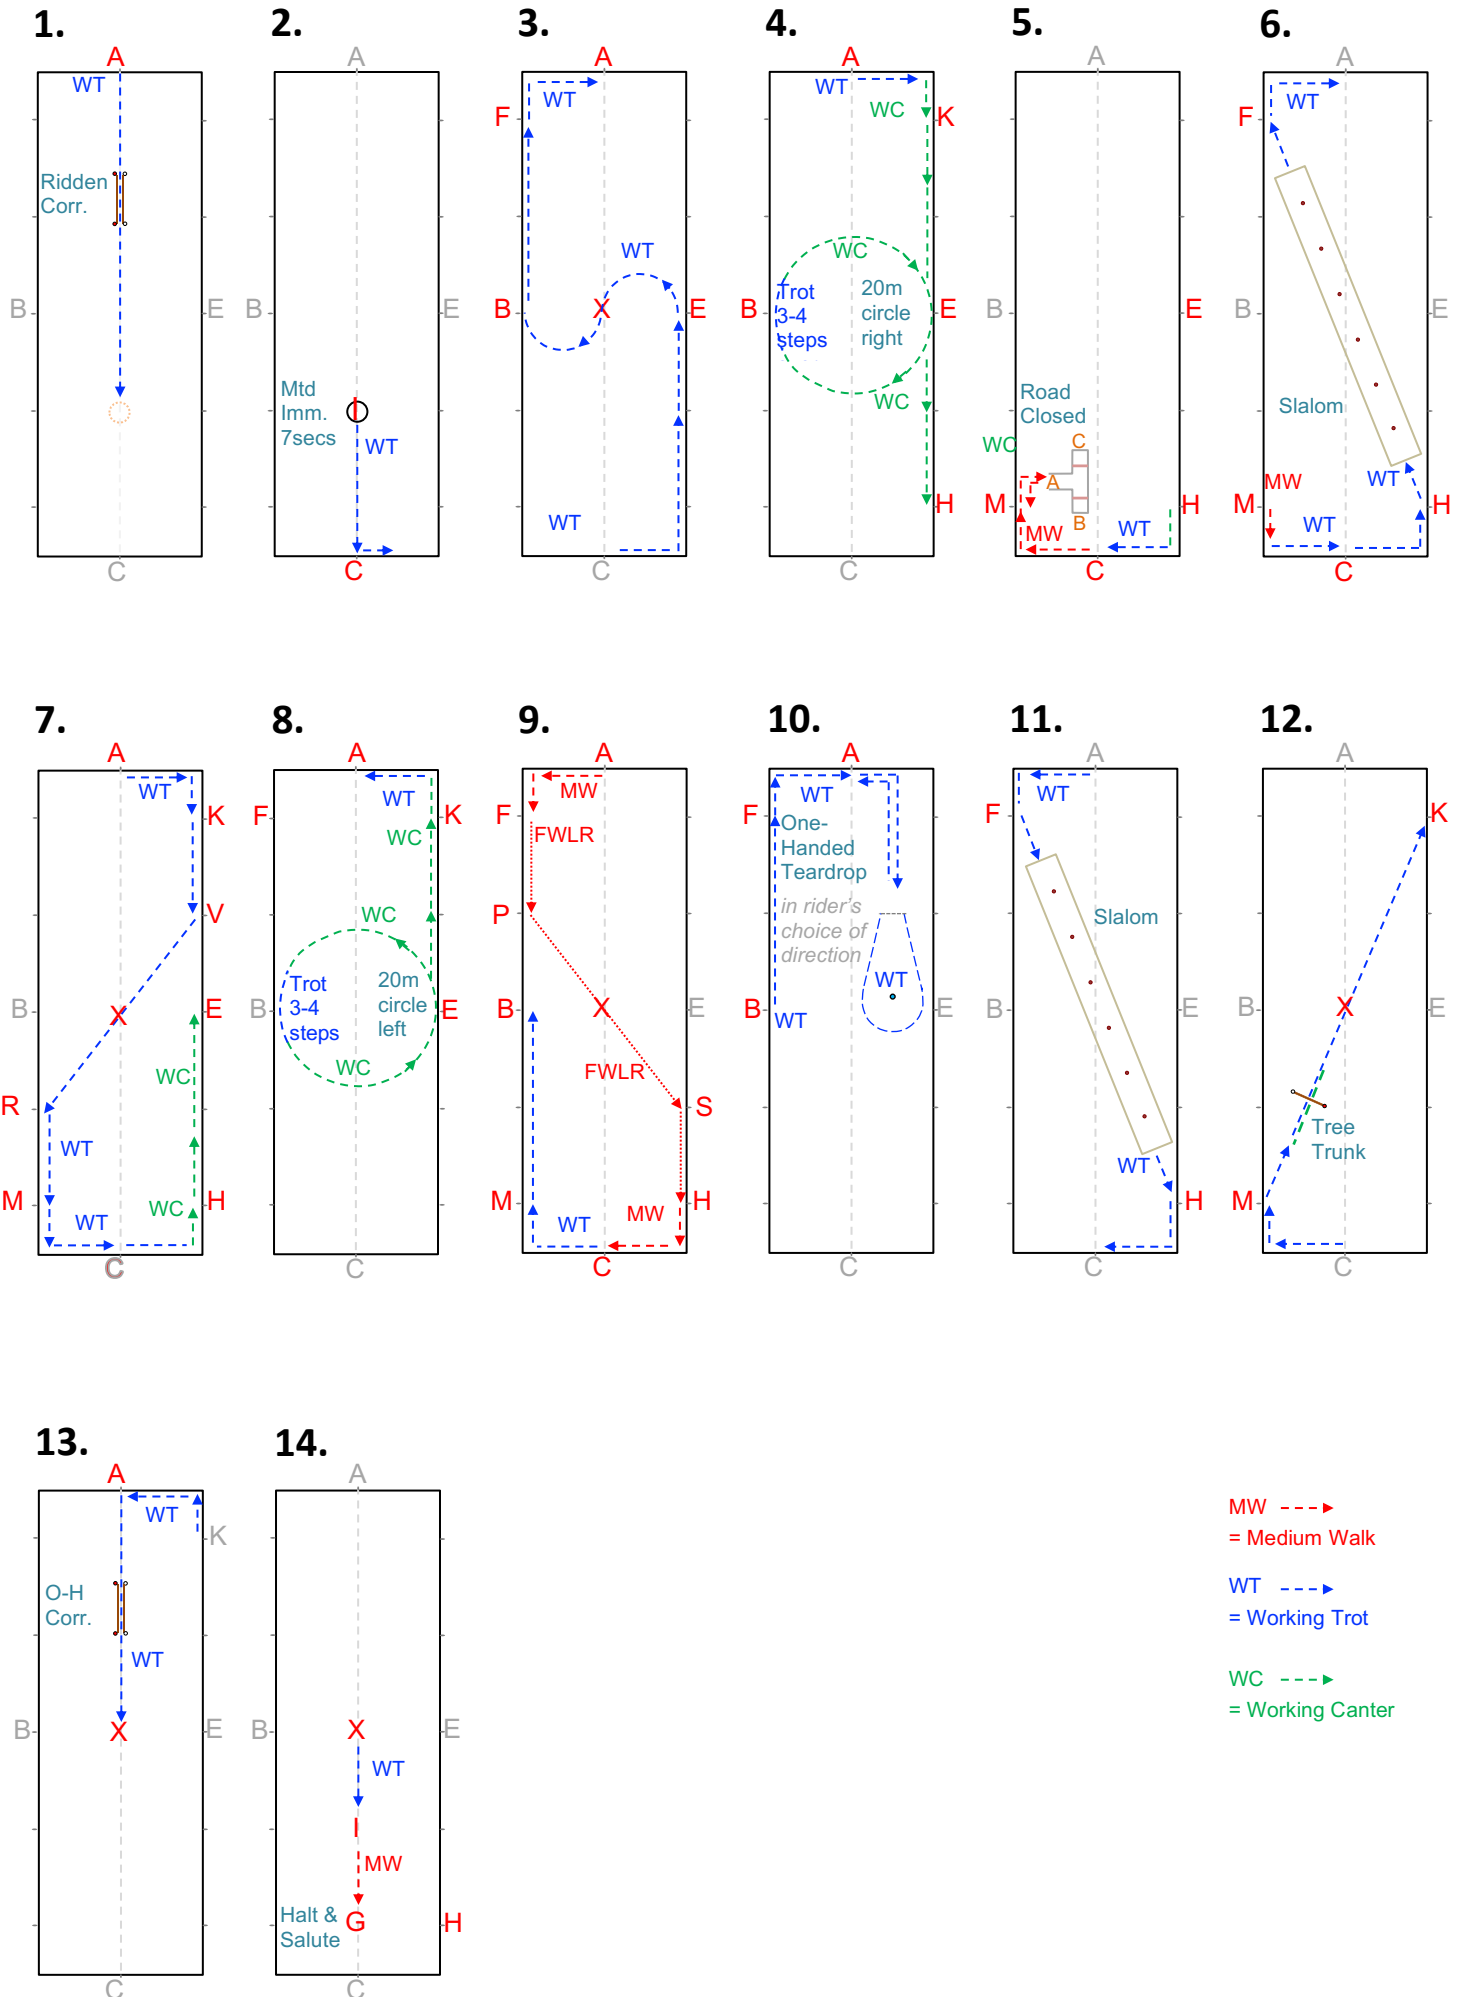 1.
A
WT
Ridden
Corr.
B
E
C
2.
A
B
E
Mtd
Imm.
7secs
I
WT
C
3.
A
WT
F
WT
B
X
E
WT
C
4.
A
WT
WC
K
WC
B
Trot
3-4
steps
20m
circle
right
E
WC
H
C
5.
A
B
E
Road
Closed
WC
C
A
M
B
H
MW
WT
C
6.
A
WT
F
B
E
Slalom
WT
MW
M
H
WT
C
7.
A
WT
K
V
B
X
E
WC
R
WT
M
WC
H
WT
C
8.
A
WT
F
K
WC
WC
B
Trot
3-4
steps
20m
circle
left
E
WC
C
9.
A
MW
F
FWLR
P
B
X
E
FWLR
S
M
H
MW
WT
C
10.
A
WT
F
One-
Handed
Teardrop
in rider's
choice of
direction
WT
B
E
WT
C
11.
A
WT
F
Slalom
B
E
WT
H
C
12.
A
K
B
X
E
Tree
Trunk
M
C
13.
A
WT
K
O-H
Corr.
WT
B
X
E
C
14.
A
B
X
E
WT
I
MW
Halt &
Salute
G
H
C
MW
= Medium Walk
WT
= Working Trot
WC
= Working Canter